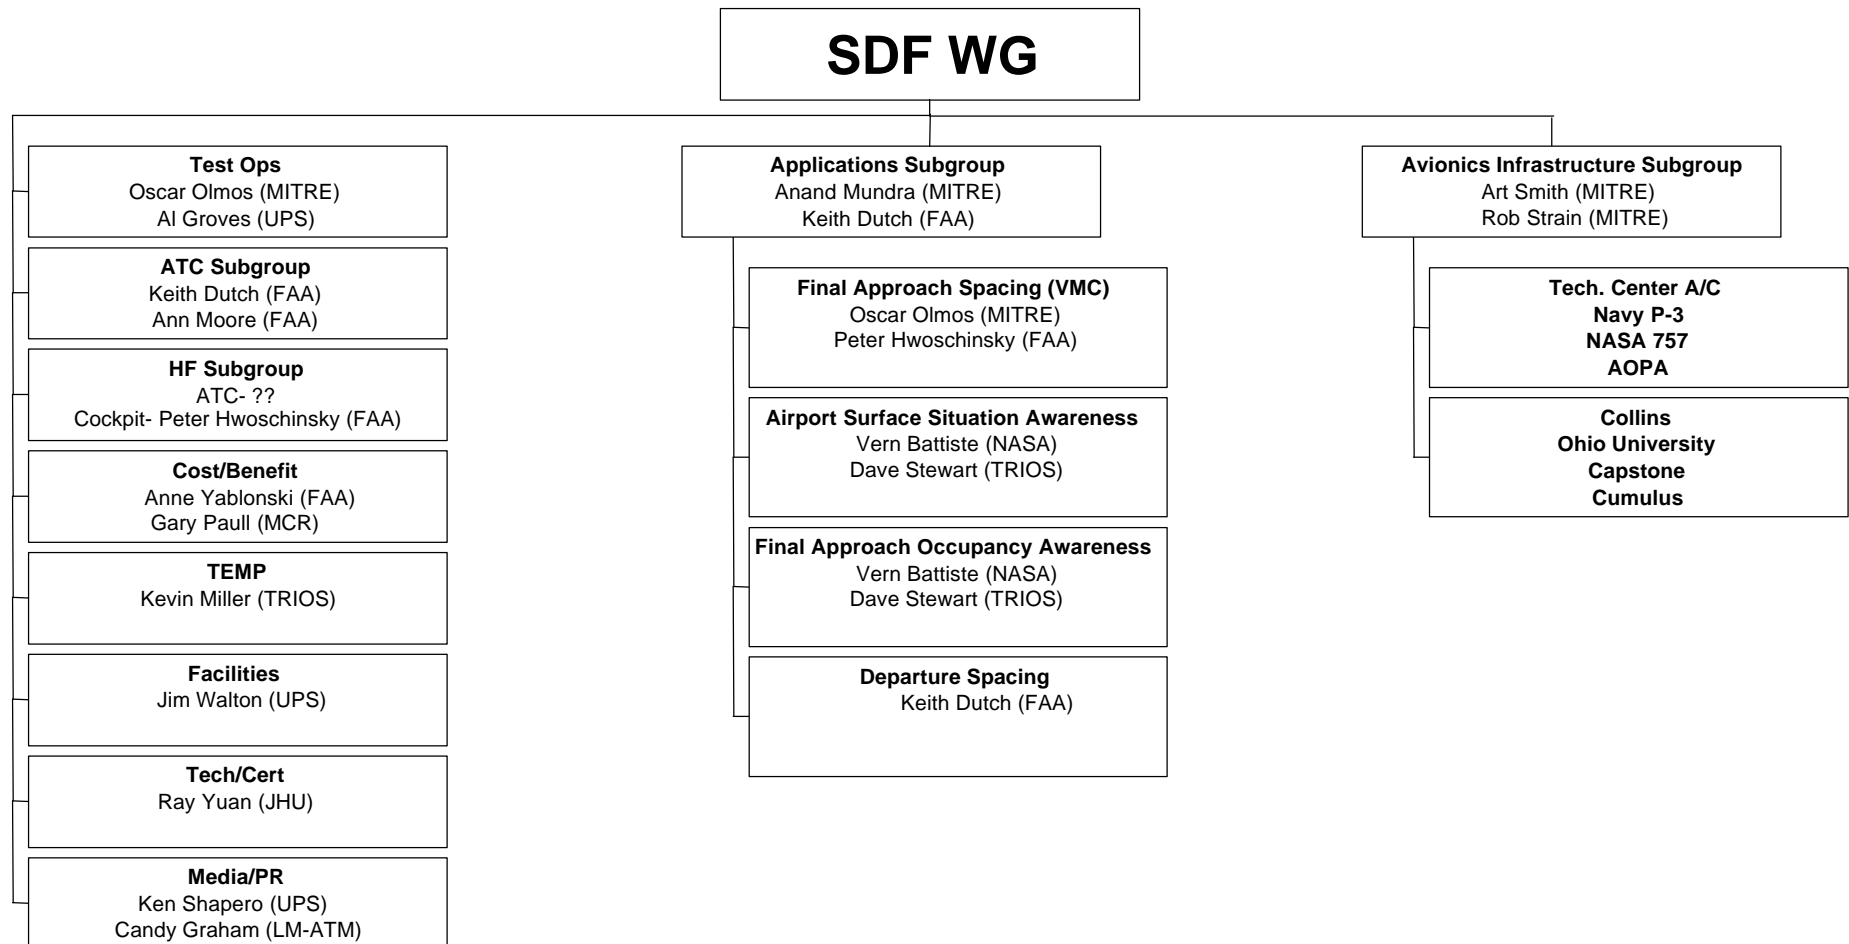 SDF WG
Test Ops
Oscar Olmos (MITRE)
Al Groves (UPS)
ATC Subgroup
Keith Dutch (FAA)
Ann Moore (FAA)
HF Subgroup
ATC- ??
Cockpit- Peter Hwoschinsky (FAA)
Cost/Benefit
Anne Yablonski (FAA)
Gary Paull (MCR)
TEMP
Kevin Miller (TRIOS)
Facilities
Jim Walton (UPS)
Tech/Cert
Ray Yuan (JHU)
Media/PR
Ken Shapero (UPS)
Candy Graham (LM-ATM)
Applications Subgroup
Anand Mundra (MITRE)
Keith Dutch (FAA)
Final Approach Spacing (VMC)
Oscar Olmos (MITRE)
Peter Hwoschinsky (FAA)
Airport Surface Situation Awareness
Vern Battiste (NASA)
Dave Stewart (TRIOS)
Final Approach Occupancy Awareness
Vern Battiste (NASA)
Dave Stewart (TRIOS)
Departure Spacing
Keith Dutch (FAA)
Avionics Infrastructure Subgroup
Art Smith (MITRE)
Rob Strain (MITRE)
Tech. Center A/C
Navy P-3
NASA 757
AOPA
Collins
Ohio University
Capstone
Cumulus